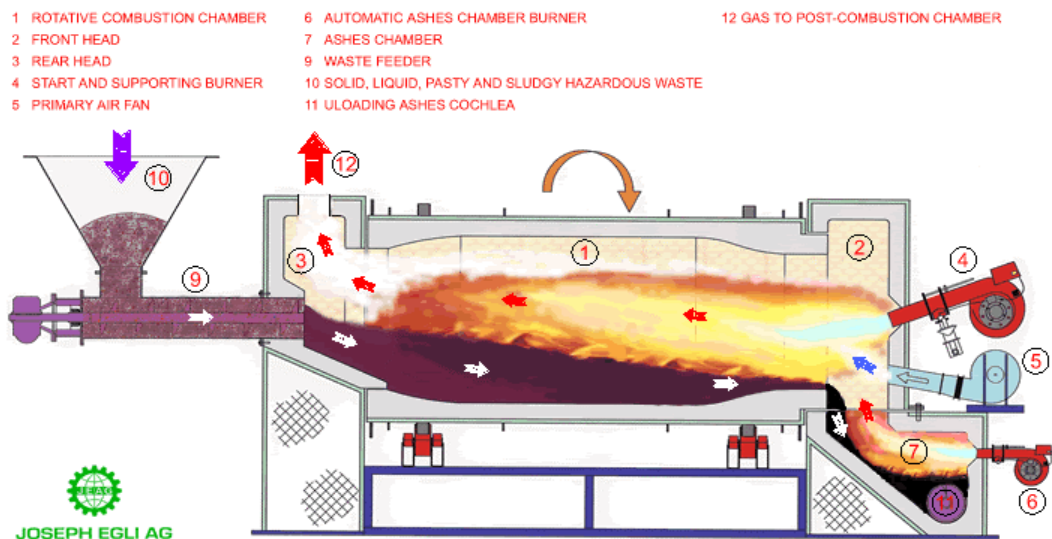 1 ROTATIVE COMBUSTION CHAMBER
2 FRONT HEAD
3 REAR HEAD
4 START AND SUPPORTING BURNER
5 PRIMARY AIR FAN
6 AUTOMATIC ASHES CHAMBER BURNER
7 ASHES CHAMBER
9 WASTE FEEDER
10 SOLID, LIQUID, PASTY AND SLUDGY HAZARDOUS WASTE
11 ULOADING ASHES COCHLEA
12 GAS TO POST-COMBUSTION CHAMBER
12
10
1
2
3
4
9
5
7
11
6
JEAG
JOSEPH EGLI AG